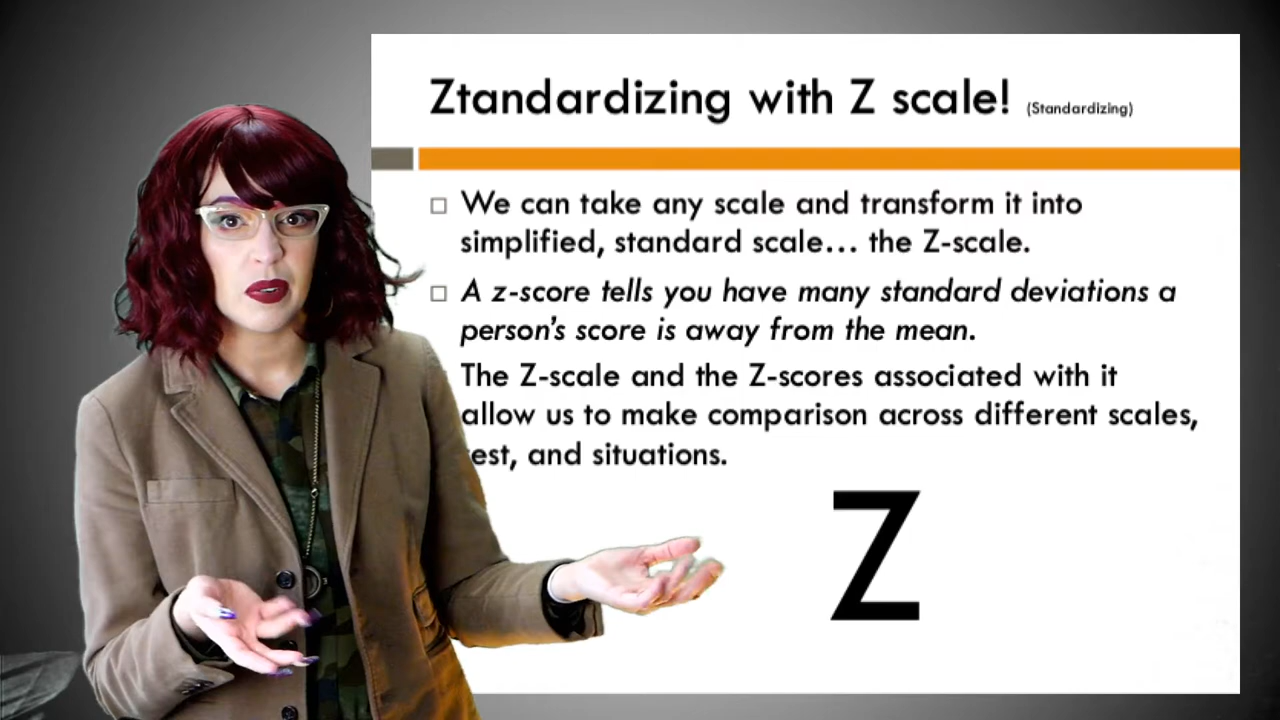 Ztandardizing with Z scale! (Standardizing)
We can take any scale and transform it into
simplified, standard scale... the Z-scale.
A z-score tells you have many standard deviations a
person's score is away from the mean.
The Z-scale and the Z-scores associated with it
allow us to make comparison across different scales,
test, and situations.
Z